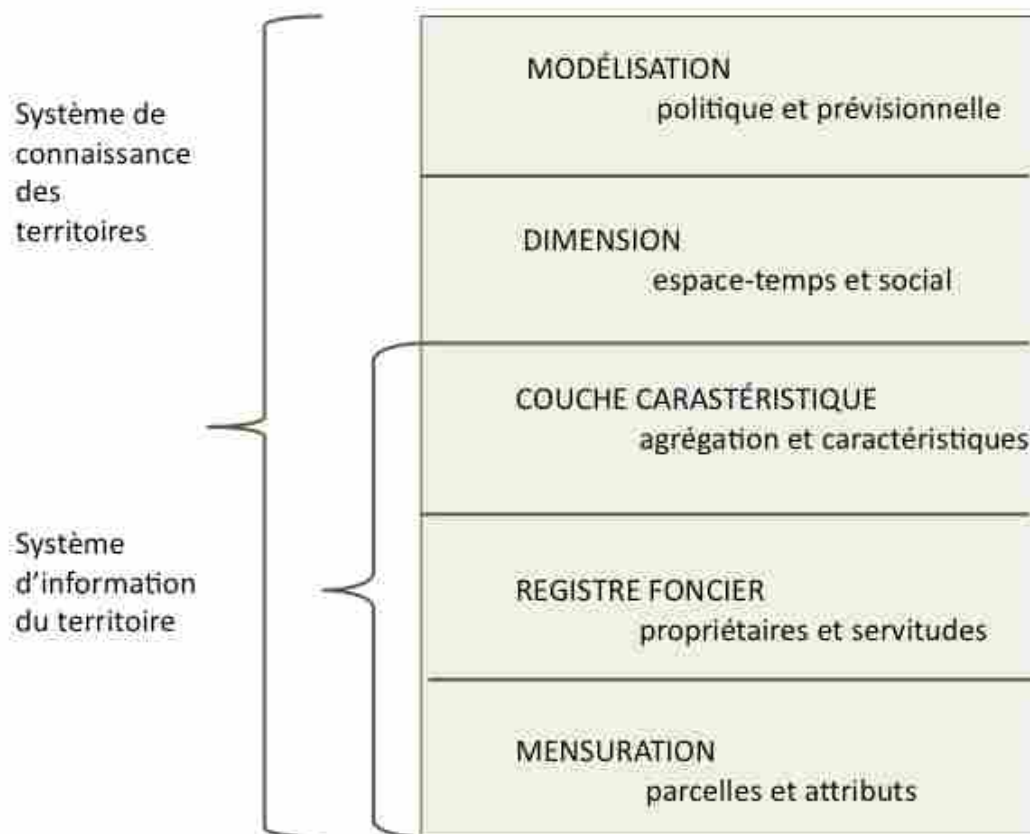 Système de
connaissance
des
territoires
Système
d'information
du territoire
MODÉLISATION
politique et prévisionnelle
DIMENSION
espace-temps et social
COUCHE CARASTÉRISTIQUE
agrégation et caractéristiques
REGISTRE FONCIER
propriétaires et servitudes
MENSURATION
parcelles et attributs